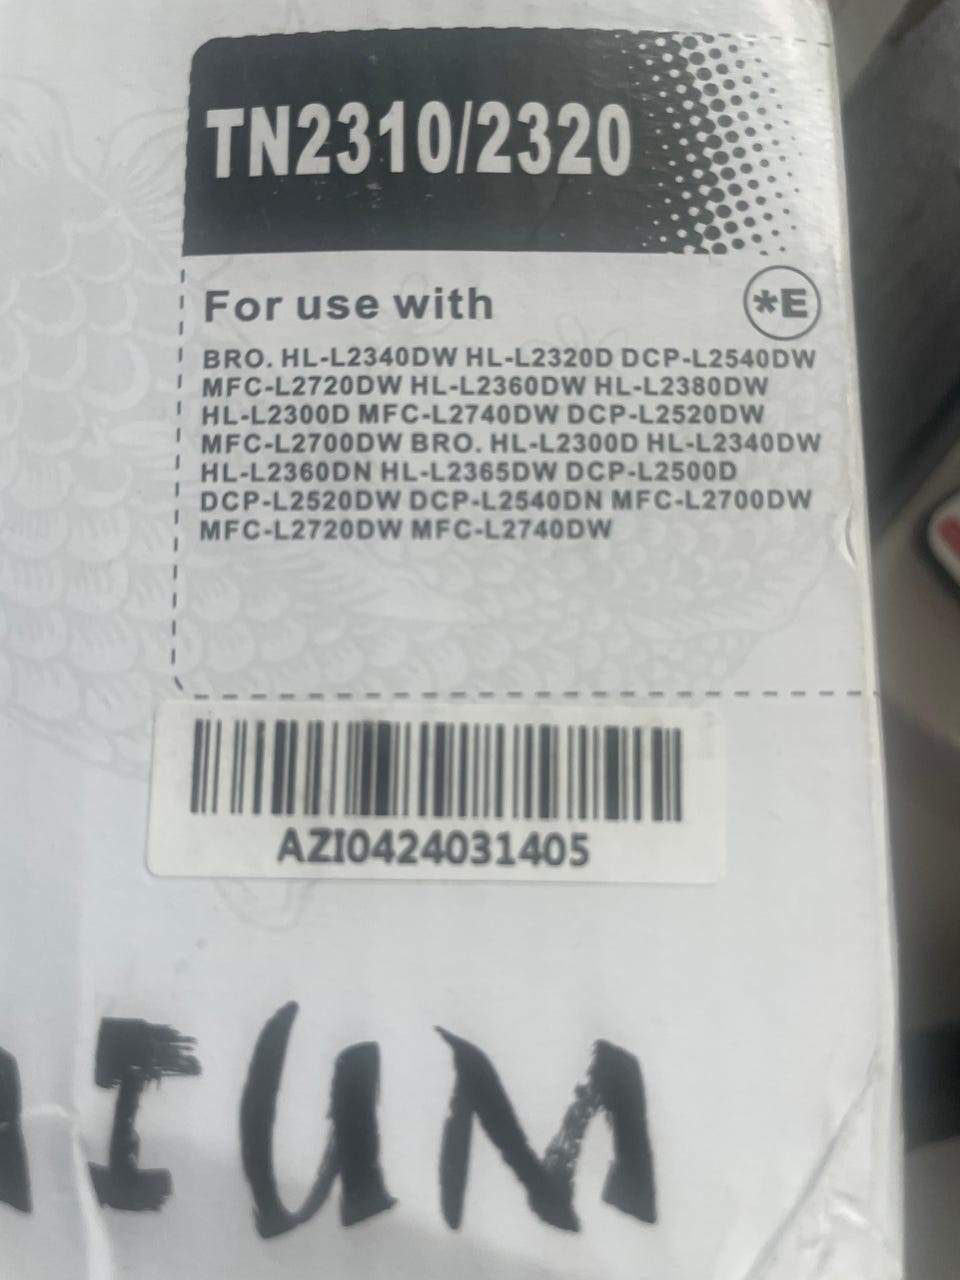 TN2310/2320
For use with
*E
BRO. HL-L2340DW HL-L2320D DCP-L2540DW
MFC-L2720DW HL-L2360DW HL-L2380DW
HL-L2300D MFC-L2740DW DCP-L2520DW
MFC-L2700DW BRO. HL-L2300D HL-L2340DW
HL-L2360DN HL-L2365DW DCP-L2500D
DCP-L2520DW DCP-L2540DN MFC-L2700DW
MFC-L2720DW MFC-L2740DW
AZI0424031405
IUM